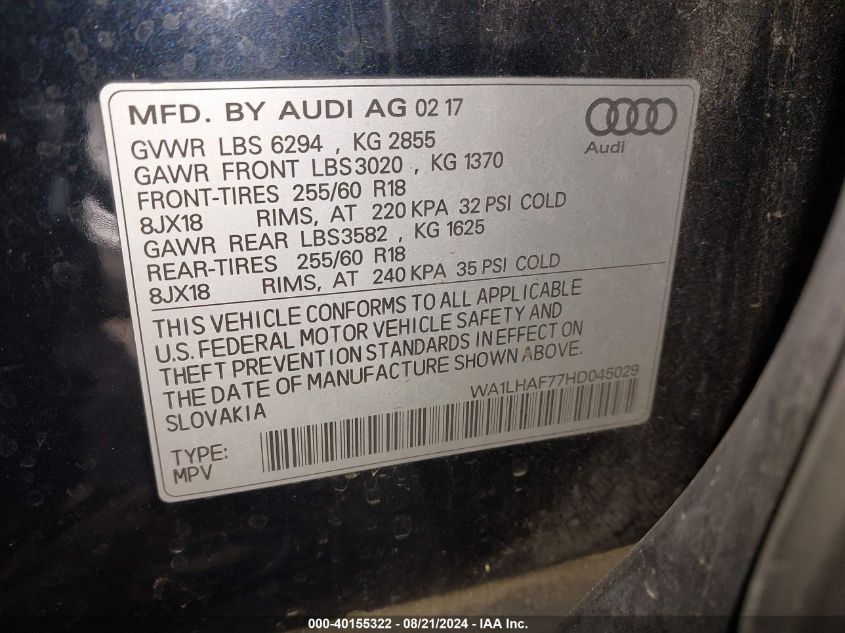 MFD. BY AUDI AG 02 17
GVWR LBS 6294 , KG 2855
GAWR FRONT LBS3020 , KG 1370
FRONT-TIRES 255/60 R18
8JX18 RIMS, AT 220 KPA 32 PSI COLD
GAWR REAR LBS3582 , KG 1625
REAR-TIRES 255/60 R18
8JX18 RIMS, AT 240 KPA 35 PSI COLD
Audi
THIS VEHICLE CONFORMS TO ALL APPLICABLE
U.S. FEDERAL MOTOR VEHICLE SAFETY AND
THEFT PREVENTION STANDARDS IN EFFECT ON
THE DATE OF MANUFACTURE SHOWN ABOVE.
SLOVAKIA
WA1LHAF77HD045029
TYPE:
MPV
000-40155322 - 08/21/2024 - IAA Inc.